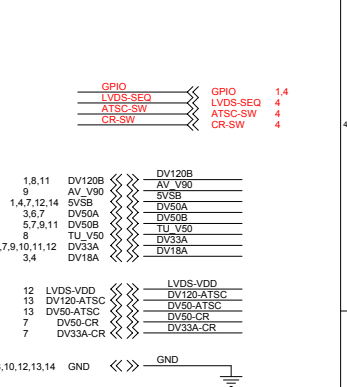 GPIO GPIO 1,4
LVDS-SEQ LVDS-SEQ 4
ATSC-SW ATSC-SW 4
CR-SW CR-SW 4
4
1,8,11 DV120B DV120B
9 AV_V90 AV_V90
1,4,7,12,14 5VSB 5VSB
3,6,7 DV50A DV50A
5,7,9,11 DV50B DV50B
8 TU_V50 TU_V50
,7,9,10,11,12 DV33A DV33A
3,4 DV18A DV18A
12 LVDS-VDD LVDS-VDD
13 DV120-ATSC DV120-ATSC
13 DV50-ATSC DV50-ATSC
7 DV50-CR DV50-CR
7 DV33A-CR DV33A-CR
,10,12,13,14 GND GND